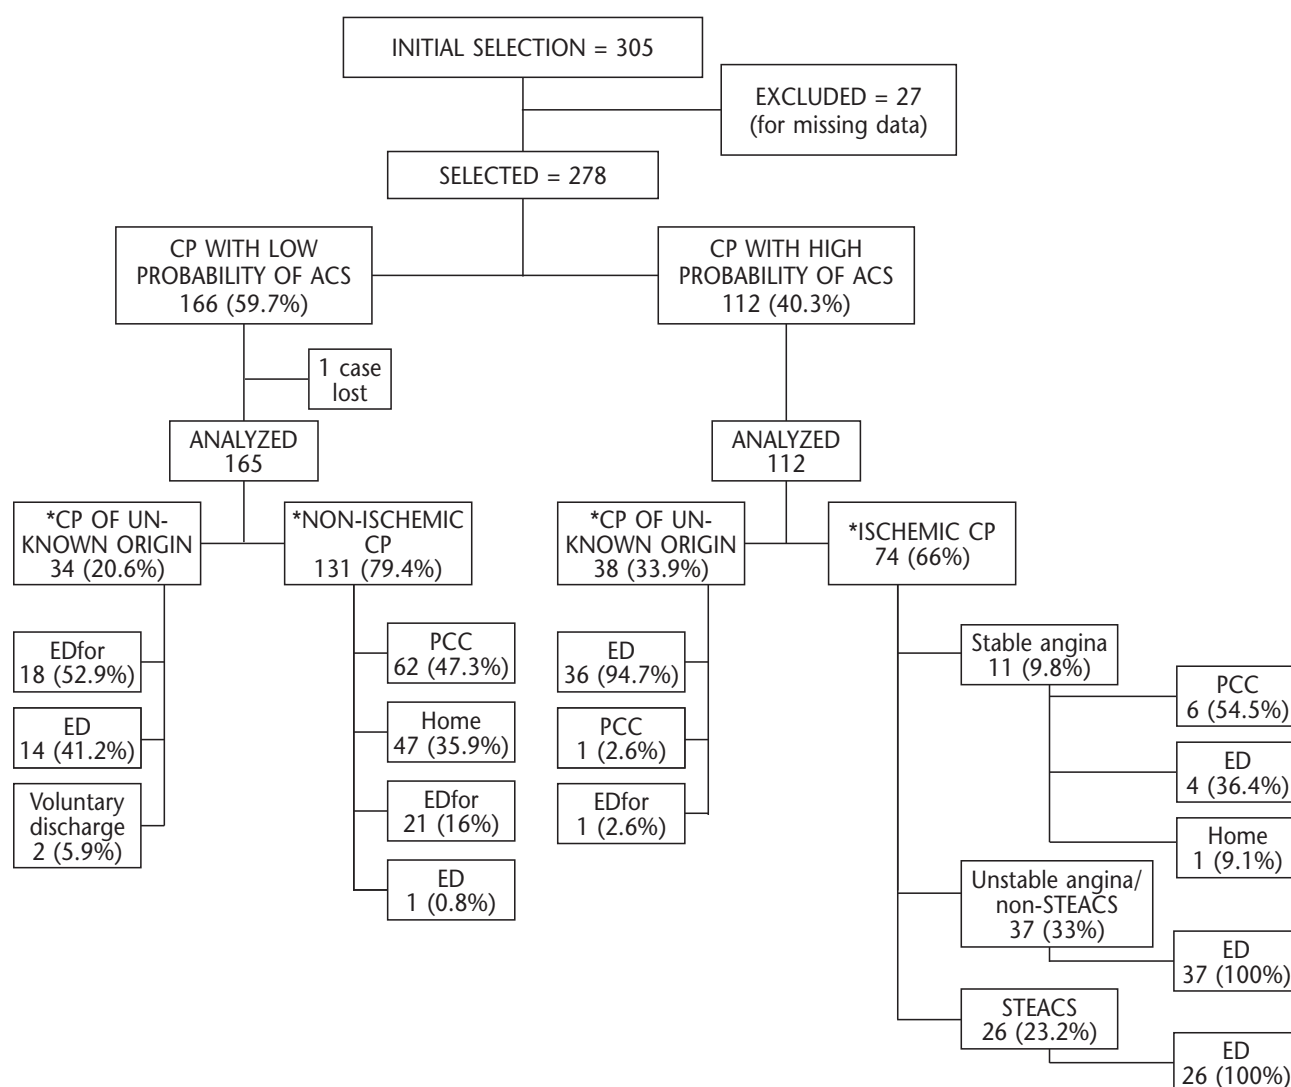 INITIAL SELECTION = 305
EXCLUDED = 27
(for missing data)
SELECTED = 278
CP WITH LOW
PROBABILITY OF ACS
166 (59.7%)
CP WITH HIGH
PROBABILITY OF ACS
112 (40.3%)
1 case
lost
ANALYZED
165
ANALYZED
112
*CP OF UN-
KNOWN ORIGIN
34 (20.6%)
*NON-ISCHEMIC
CP
131 (79.4%)
*CP OF UN-
KNOWN ORIGIN
38 (33.9%)
*ISCHEMIC CP
74 (66%)
EDfor
18 (52.9%)
ED
14 (41.2%)
Voluntary
discharge
2 (5.9%)
PCC
62 (47.3%)
Home
47 (35.9%)
EDfor
21 (16%)
ED
1 (0.8%)
ED
36 (94.7%)
PCC
1 (2.6%)
EDfor
1 (2.6%)
Stable angina
11 (9.8%)
PCC
6 (54.5%)
ED
4 (36.4%)
Home
1 (9.1%)
Unstable angina/
non-STEACS
37 (33%)
ED
37 (100%)
STEACS
26 (23.2%)
ED
26 (100%)